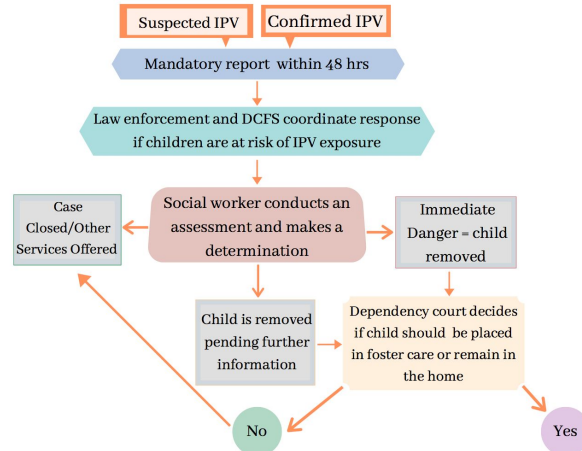 Suspected IPV
Confirmed IPV
Mandatory report within 48 hrs
Law enforcement and DCFS coordinate response
if children are at risk of IPV exposure
Case
Closed/Other
Services Offered
Social worker conducts an
assessment and makes a
determination
Immediate
Danger = child
removed
Child is removed
pending further
information
Dependency court decides
if child should be placed
in foster care or remain in
the home
No
Yes